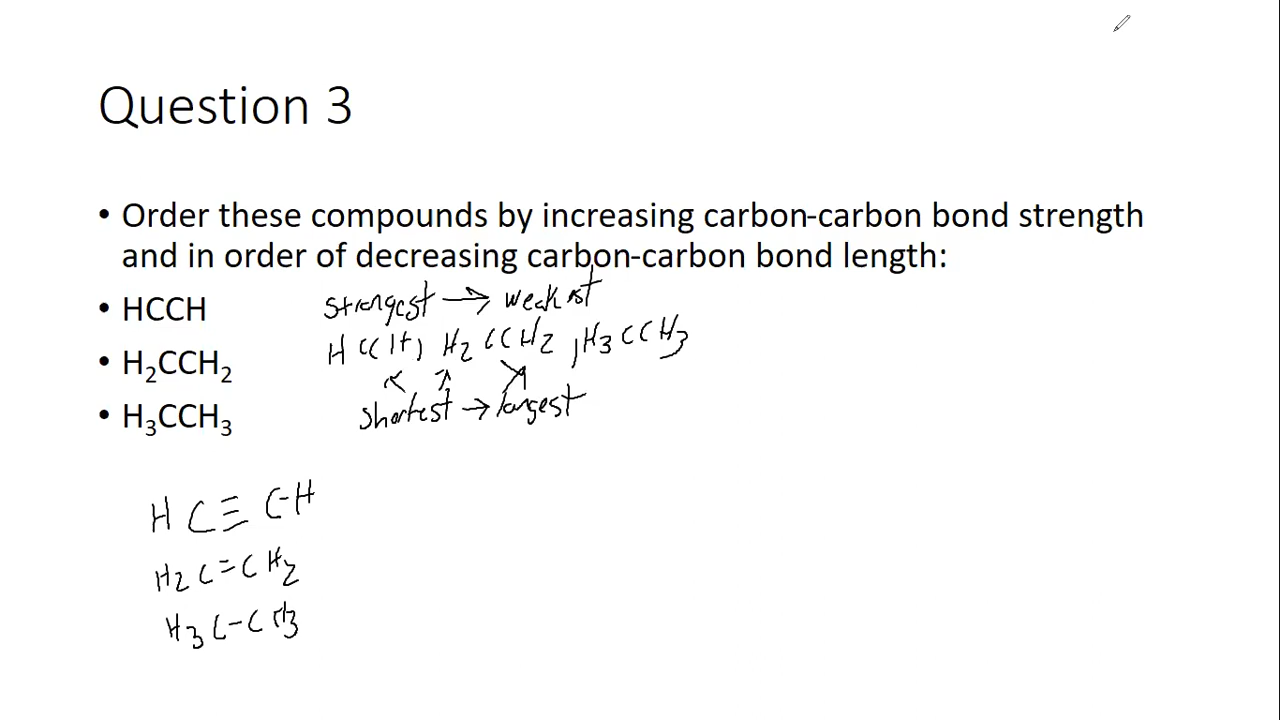 Question 3
• Order these compounds by increasing carbon-carbon bond strength
and in order of decreasing carbon-carbon bond length:
• HCCH
• H₂CCH₂
• H₃CCH₃
strongest → weakest
HCCH, H2CCH2, H3CCH3
shortest → longest
H C≡C-H
H2C=CH2
H3C-CH3